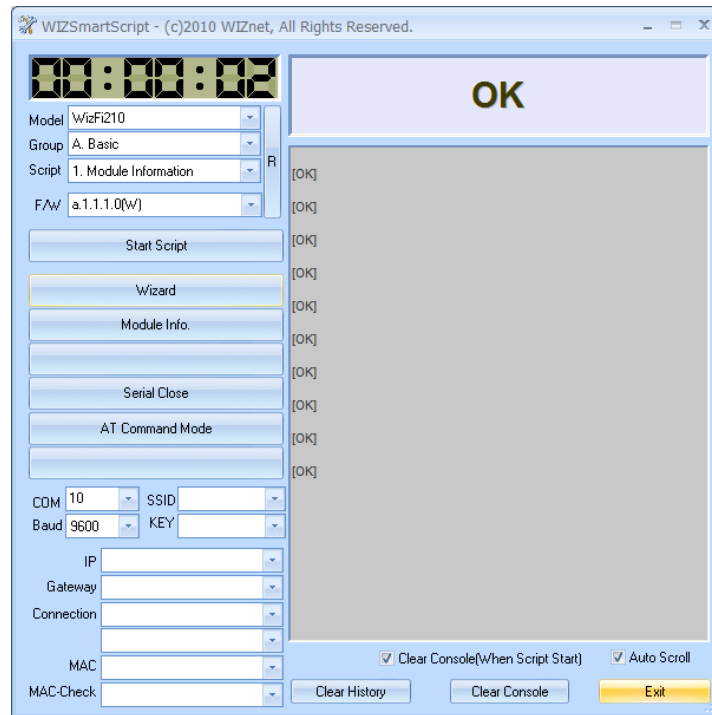 WIZSmartScript - (c)2010 WIZnet, All Rights Reserved.
00:00:02
OK
Model WizFi210
Group A. Basic
Script 1. Module Information
R
F/W a.1.1.1.0(W)
Start Script
Wizard
Module Info.
Serial Close
AT Command Mode
COM 10 SSID
Baud 9600 KEY
IP
Gateway
Connection
MAC
MAC-Check
[OK]
[OK]
[OK]
[OK]
[OK]
[OK]
[OK]
[OK]
[OK]
[OK]
Clear Console(When Script Start) Auto Scroll
Clear History Clear Console Exit